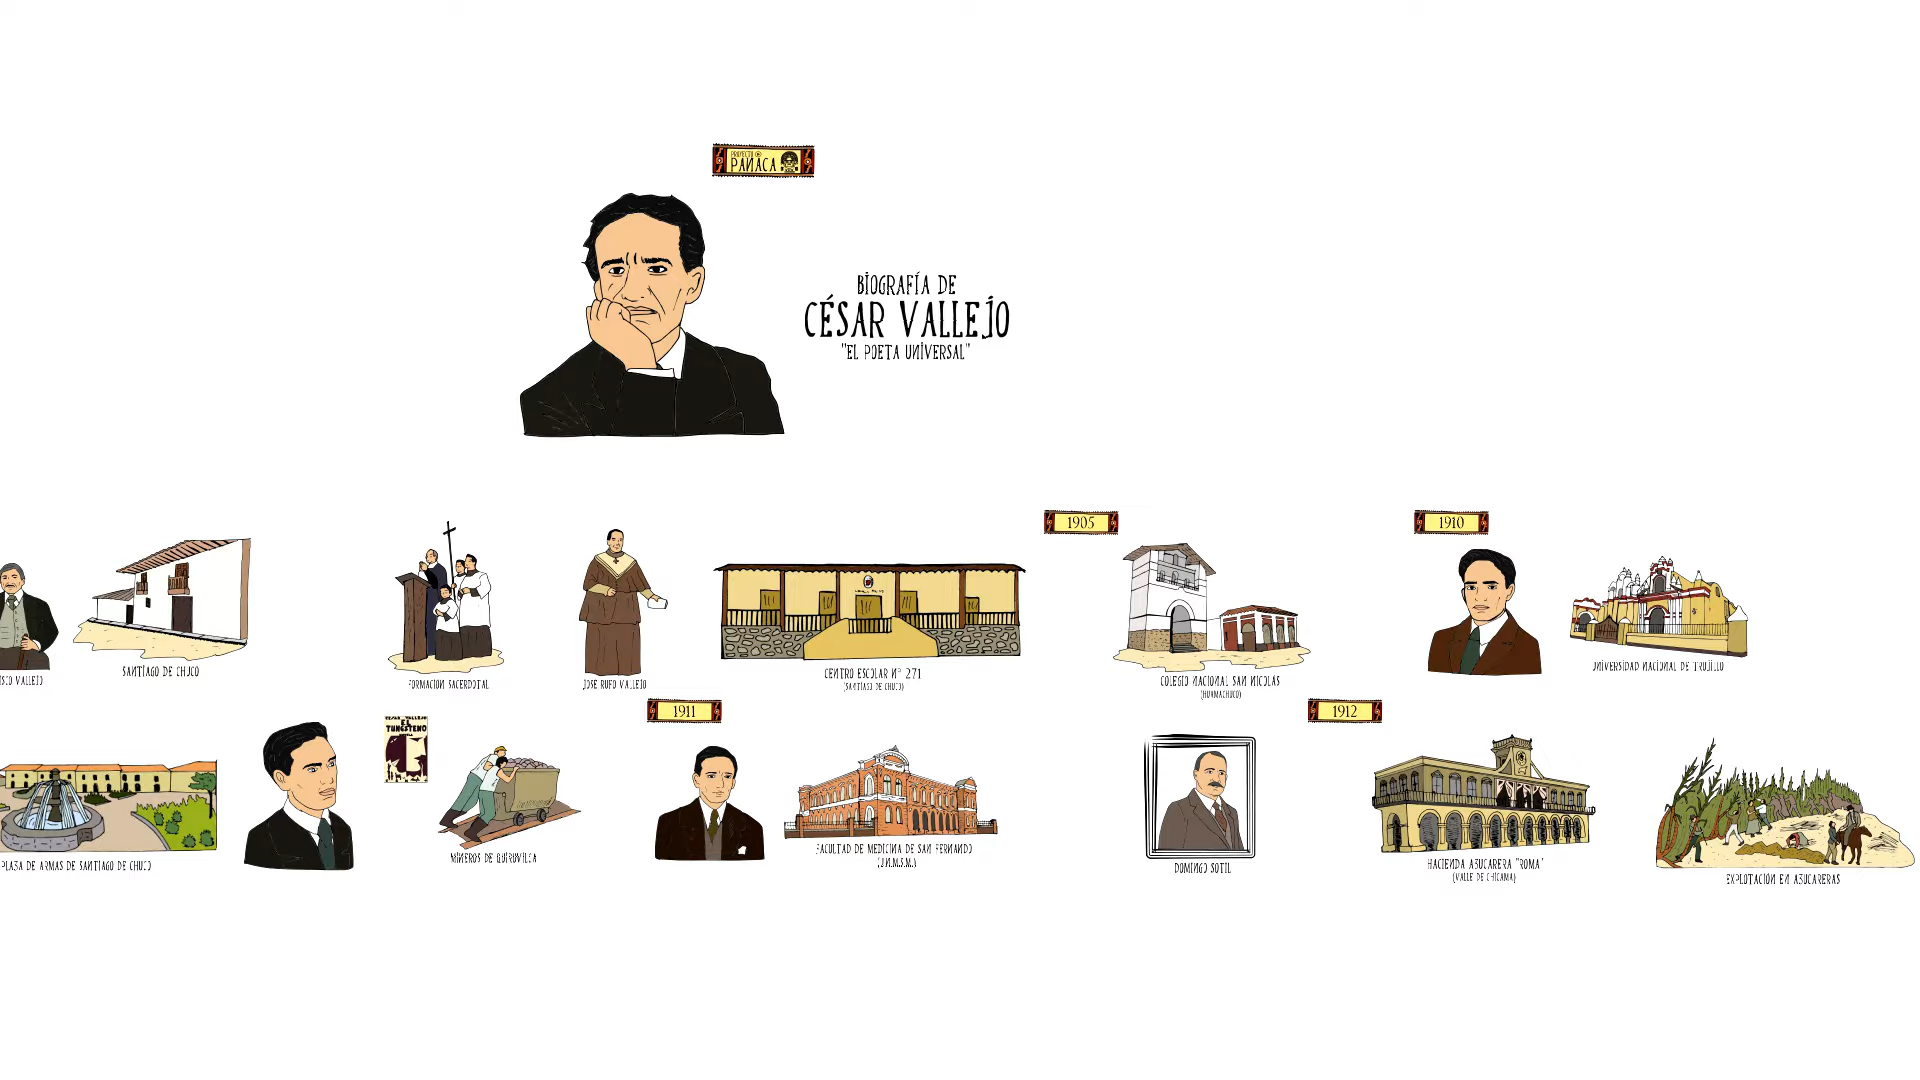 PROYECTO
PANACA
BIOGRAFÍA DE
CÉSAR VALLEJO
"EL POETA UNIVERSAL"
1905
1910
VALLEJO
SANTIAGO DE CHUCO
FORMACIÓN SACERDOTAL
JOSÉ RUFO VALLEJO
CENTRO ESCOLAR N° 271
(SANTIAGO DE CHUCO)
COLEGIO NACIONAL SAN NICOLÁS
(HUAMACHUCO)
UNIVERSIDAD NACIONAL DE TRUJILLO
1911
1912
CESAR VALLEJO
EL
TUNGSTENO
PLAZA DE ARMAS DE SANTIAGO DE CHUCO
MINEROS DE QUIRUVILCA
FACULTAD DE MEDICINA DE SAN FERNANDO
(U.N.M.S.M.)
DOMINGO SOTIL
HACIENDA AZUCARERA "ROMA"
(VALLE DE CHICAMA)
EXPLOTACIÓN EN AZUCARERAS